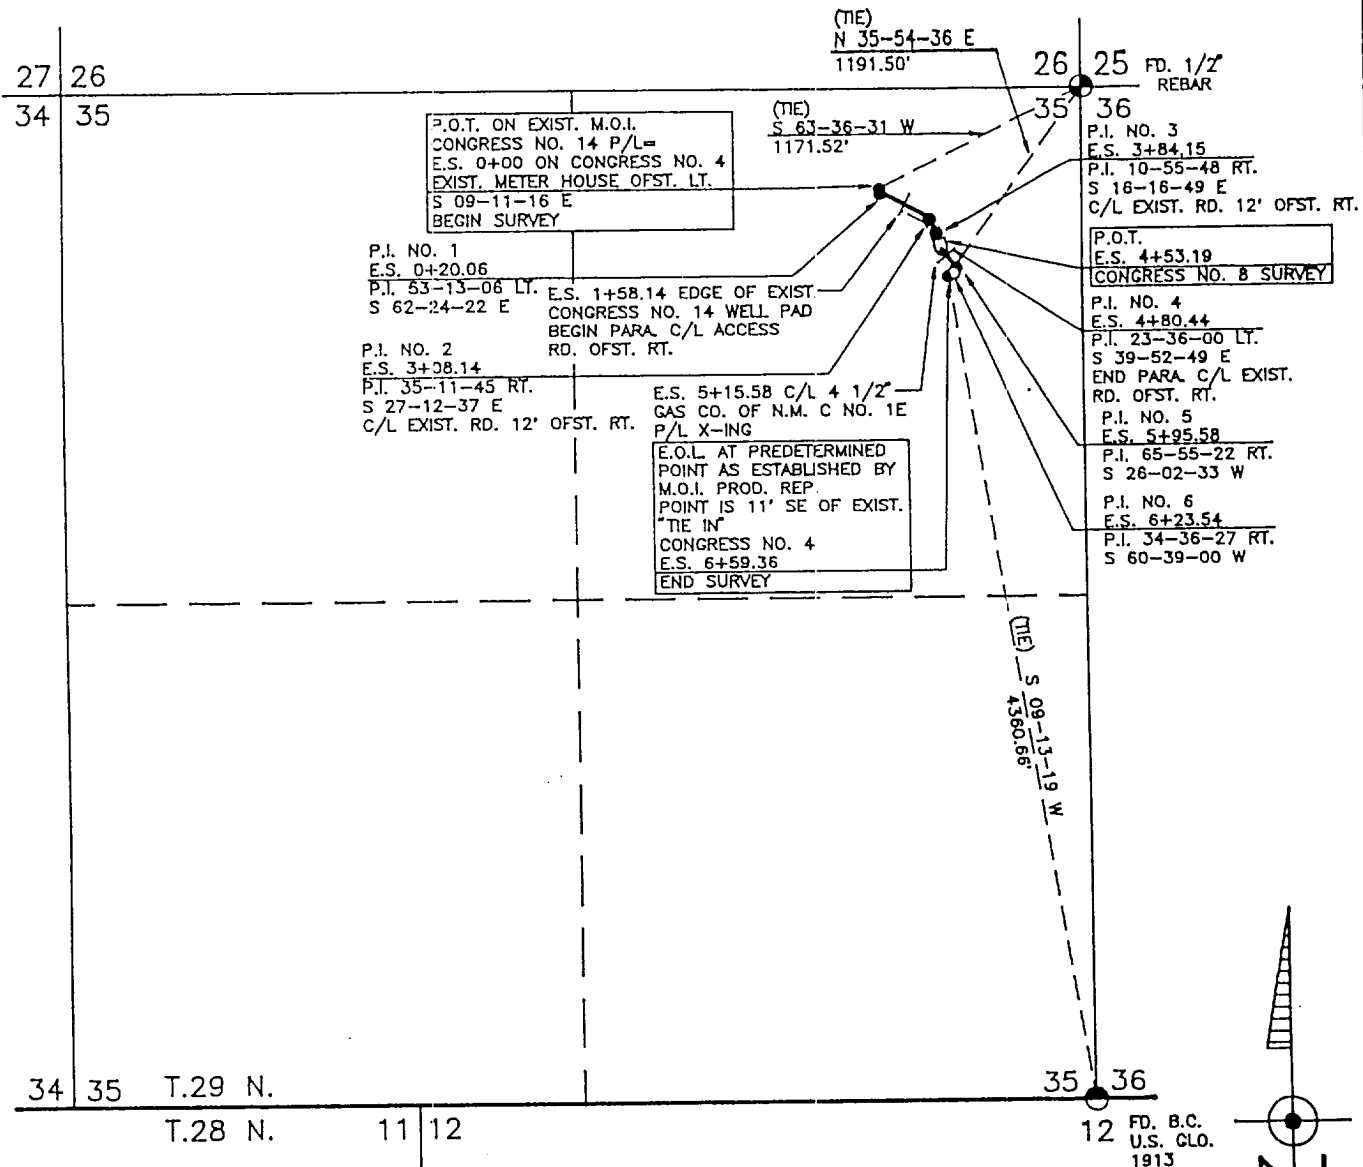 (TIE)
N 35-54-36 E
1191.50'
27 26
34 35
26 25
35 36
FD. 1/2"
REBAR
(TIE)
S 63-36-31 W
1171.52'
P.O.T. ON EXIST. M.O.I.
CONGRESS NO. 14 P/L=
E.S. 0+00 ON CONGRESS NO. 4
EXIST. METER HOUSE OFST. LT.
S 09-11-16 E
BEGIN SURVEY
P.I. NO. 3
E.S. 3+84.15
P.I. 10-55-48 RT.
S 16-16-49 E
C/L EXIST. RD. 12' OFST. RT.
P.O.T.
E.S. 4+53.19
CONGRESS NO. 8 SURVEY
P.I. NO. 1
E.S. 0+20.06
P.I. 53-13-06 LT.
S 62-24-22 E
E.S. 1+58.14 EDGE OF EXIST.
CONGRESS NO. 14 WELL PAD
BEGIN PARA. C/L ACCESS
RD. OFST. RT.
P.I. NO. 4
E.S. 4+80.44
P.I. 23-36-00 LT.
S 39-52-49 E
END PARA. C/L EXIST.
RD. OFST. RT.
P.I. NO. 2
E.S. 3+08.14
P.I. 35-11-45 RT.
S 27-12-37 E
C/L EXIST. RD. 12' OFST. RT.
E.S. 5+15.58 C/L 4 1/2"
GAS CO. OF N.M. C NO. 1E
P/L X-ING
P.I. NO. 5
E.S. 5+95.58
P.I. 65-55-22 RT.
S 26-02-33 W
E.O.L. AT PREDETERMINED
POINT AS ESTABLISHED BY
M.O.I. PROD. REP.
POINT IS 11' SE OF EXIST.
"TIE IN"
CONGRESS NO. 4
E.S. 6+59.36
END SURVEY
P.I. NO. 6
E.S. 6+23.54
P.I. 34-36-27 RT.
S 60-39-00 W
(TIE) S 09-13-19 W
4360.66'
34 35 T.29 N.
35 36
T.28 N. 11 12
12
FD. B.C.
U.S. GLO.
1913